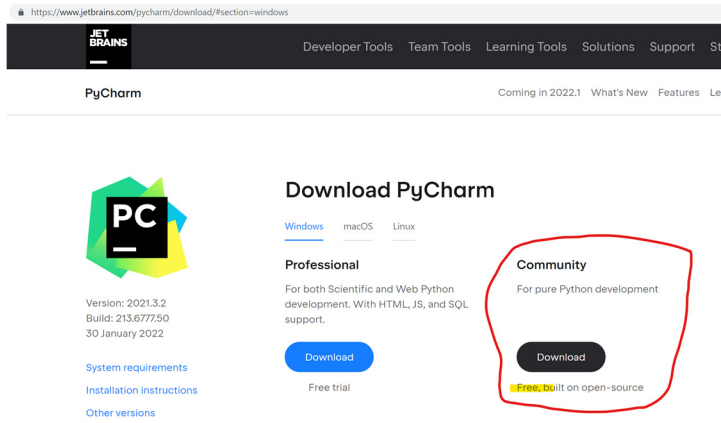 https://www.jetbrains.com/pycharm/download/#section=windows
JET
BRAINS
Developer Tools Team Tools Learning Tools Solutions Support St
PyCharm
Coming in 2022.1 What's New Features Le
PC
Download PyCharm
Windows macOS Linux
Professional
For both Scientific and Web Python
development. With HTML, JS, and SQL
support.
Download
Free trial
Community
For pure Python development
Download
Free, built on open-source
Version: 2021.3.2
Build: 213.6777.50
30 January 2022
System requirements
Installation instructions
Other versions